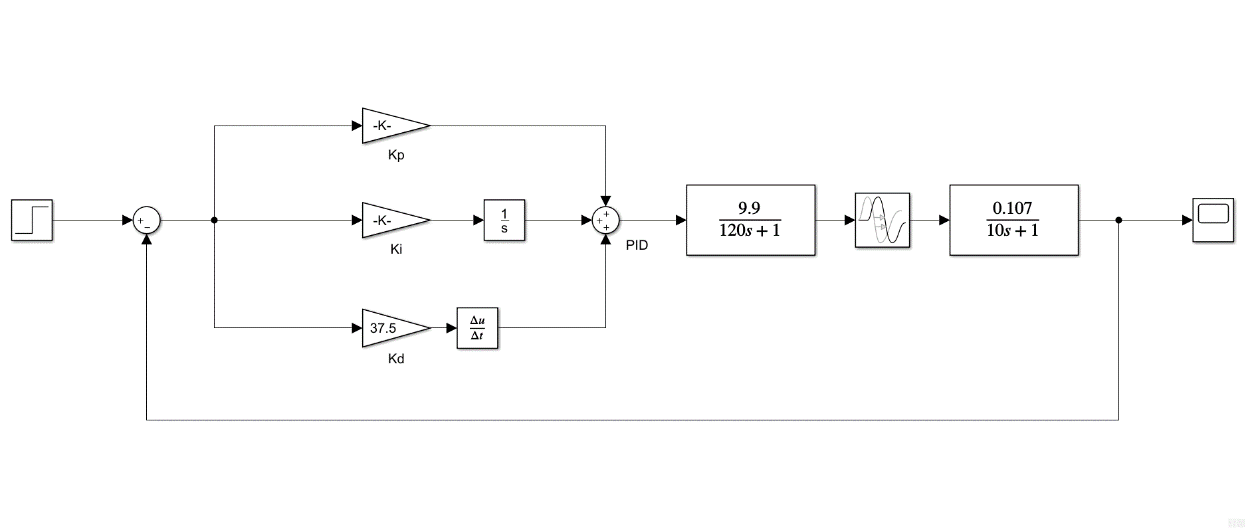 -K-
Kp
+
−
-K-
Ki
1
s
+
+
+
PID
9.9
120s + 1
0.107
10s + 1
37.5
Kd
Δu
Δt